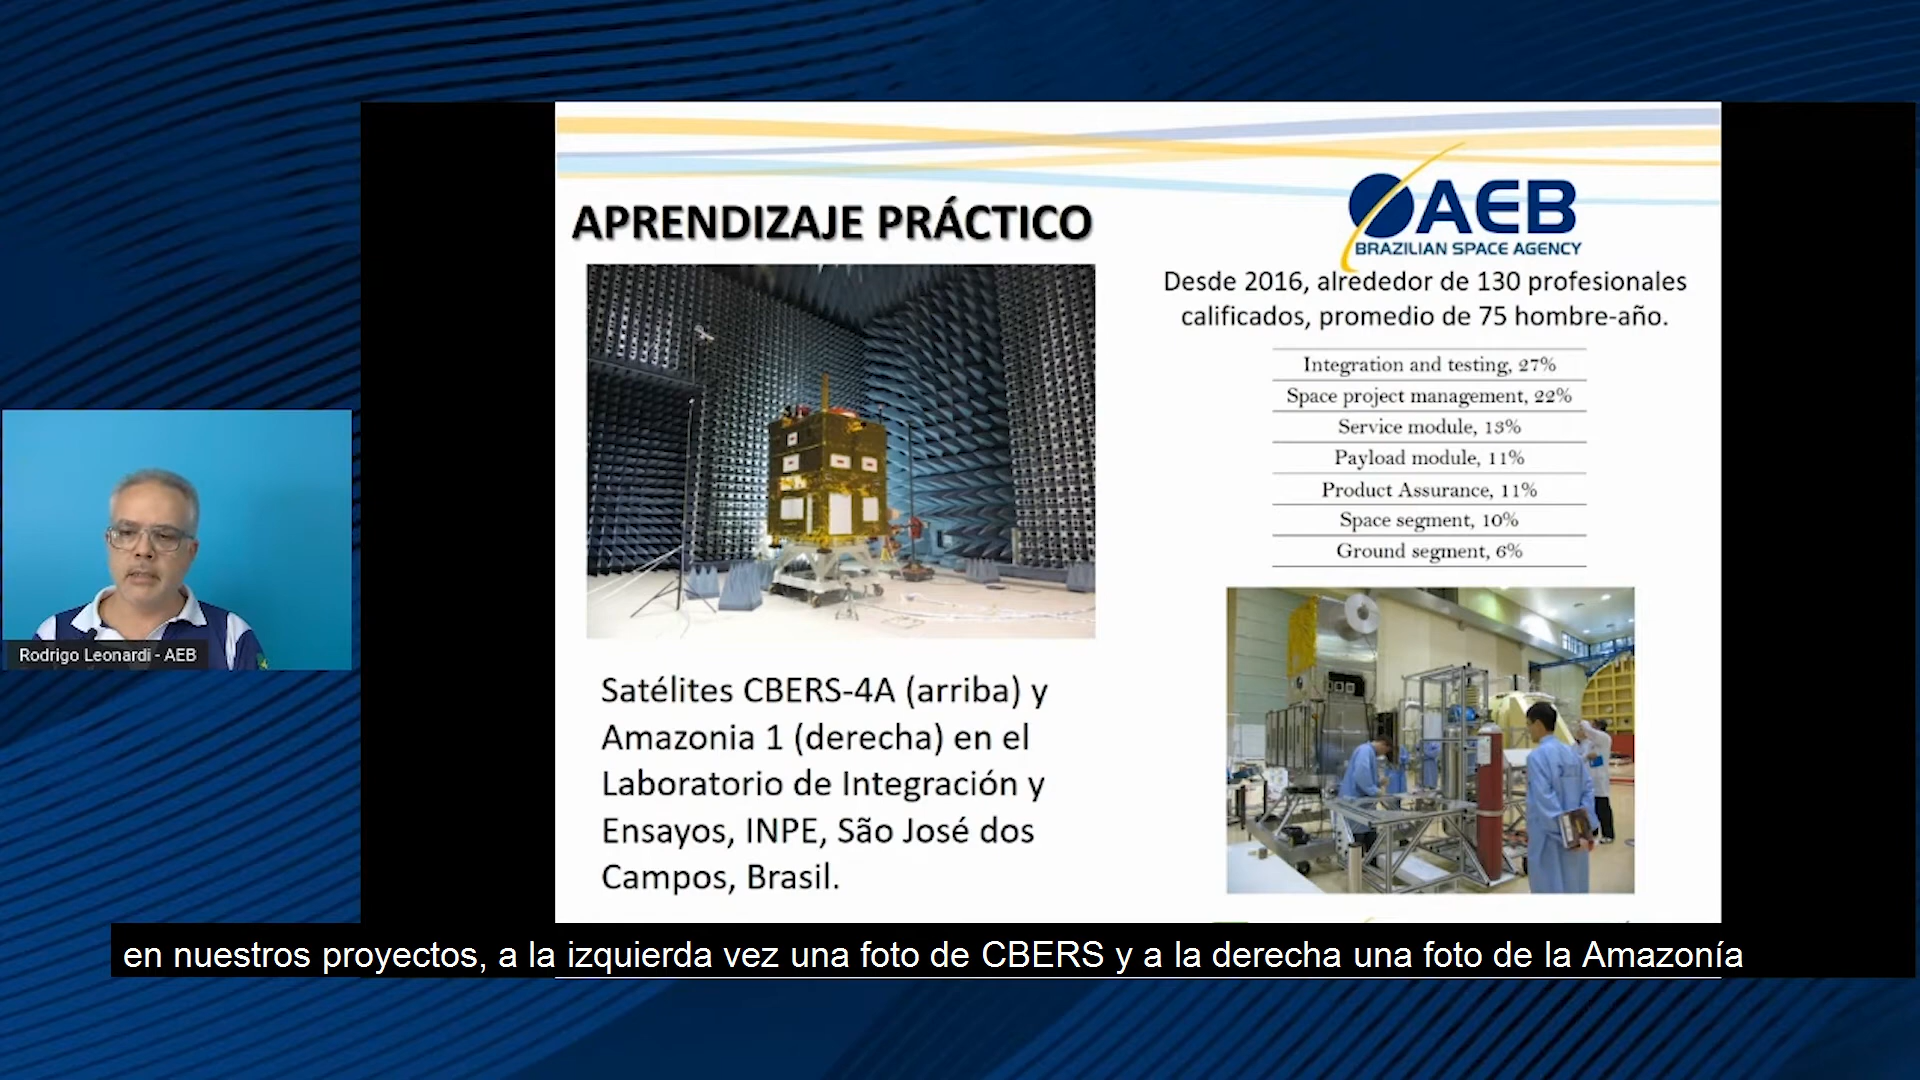 APRENDIZAJE PRÁCTICO
AEB
BRAZILIAN SPACE AGENCY
Desde 2016, alrededor de 130 profesionales
calificados, promedio de 75 hombre-año.
Integration and testing, 27%
Space project management, 22%
Service module, 13%
Payload module, 11%
Product Assurance, 11%
Space segment, 10%
Ground segment, 6%
Satélites CBERS-4A (arriba) y
Amazonia 1 (derecha) en el
Laboratorio de Integración y
Ensayos, INPE, São José dos
Campos, Brasil.
Rodrigo Leonardi - AEB
en nuestros proyectos, a la izquierda vez una foto de CBERS y a la derecha una foto de la Amazonía